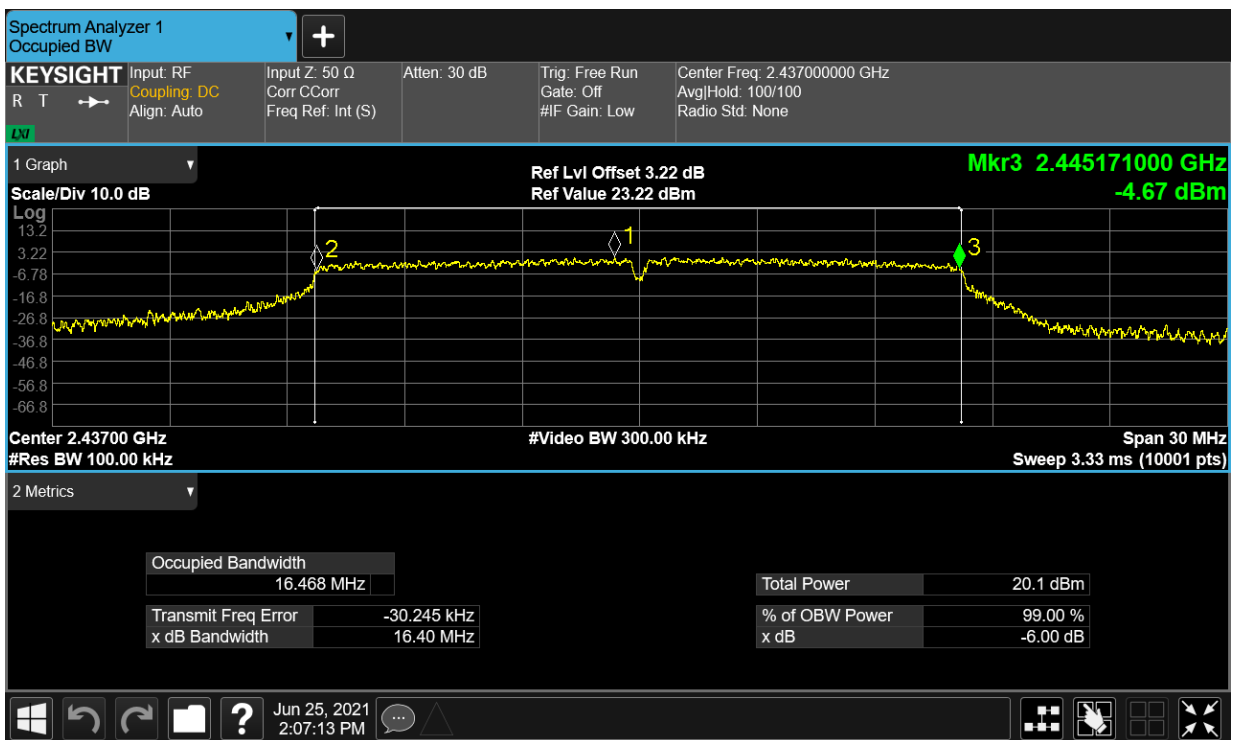 Spectrum Analyzer 1
Occupied BW
▼
+
KEYSIGHT
R T
LXI
Input: RF
Coupling: DC
Align: Auto
Input Z: 50 Ω
Corr CCorr
Freq Ref: Int (S)
Atten: 30 dB
Trig: Free Run
Gate: Off
#IF Gain: Low
Center Freq: 2.437000000 GHz
Avg|Hold: 100/100
Radio Std: None
1 Graph ▼
Scale/Div 10.0 dB
Ref Lvl Offset 3.22 dB
Ref Value 23.22 dBm
Mkr3 2.445171000 GHz
-4.67 dBm
Log
13.2
3.22
-6.78
-16.8
-26.8
-36.8
-46.8
-56.8
-66.8
2
1
3
Center 2.43700 GHz
#Res BW 100.00 kHz
#Video BW 300.00 kHz
Span 30 MHz
Sweep 3.33 ms (10001 pts)
2 Metrics ▼
Occupied Bandwidth
16.468 MHz
Transmit Freq Error -30.245 kHz
x dB Bandwidth 16.40 MHz
Total Power 20.1 dBm
% of OBW Power 99.00 %
x dB -6.00 dB
?
Jun 25, 2021
2:07:13 PM